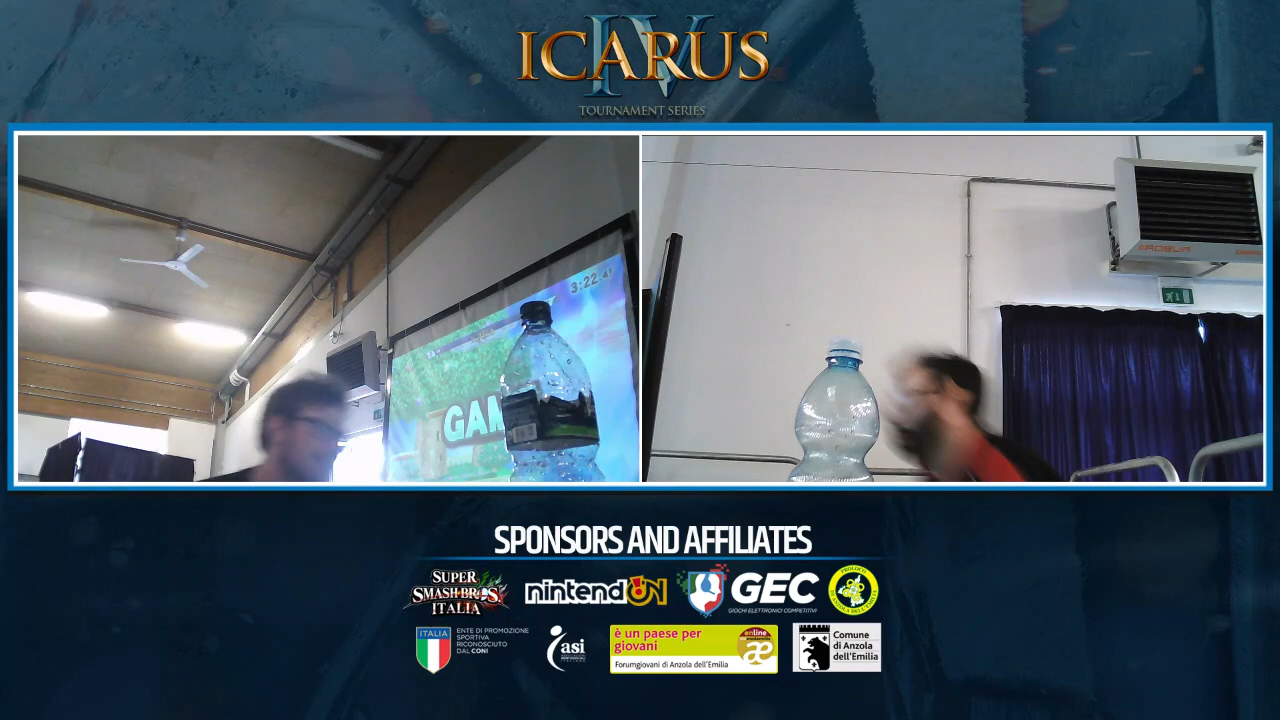 IV
ICARUS
TOURNAMENT SERIES
3:22
GAM
SPONSORS AND AFFILIATES
SUPER
SMASH BROS.
ITALIA
nintendON
GEC
GIOCHI ELETTRONICI COMPETITIVI
PROLOCO
ITALIA
ENTE DI PROMOZIONE
SPORTIVA
RICONOSCIUTO
DAL CONI
asi
è un paese per
giovani
online
æ
Forumgiovani di Anzola dell'Emilia
Comune
di Anzola
dell'Emilia